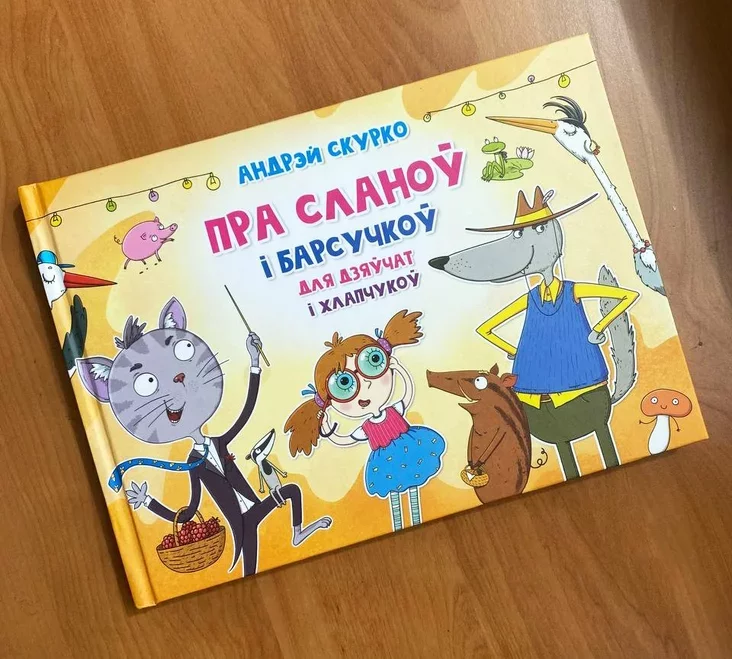 АНДРЭЙ СКУРКО
ПРА СЛАНОЎ
І БАРСУЧКОЎ
ДЛЯ ДЗЯЎЧАТ
І ХЛАПЧУКОЎ